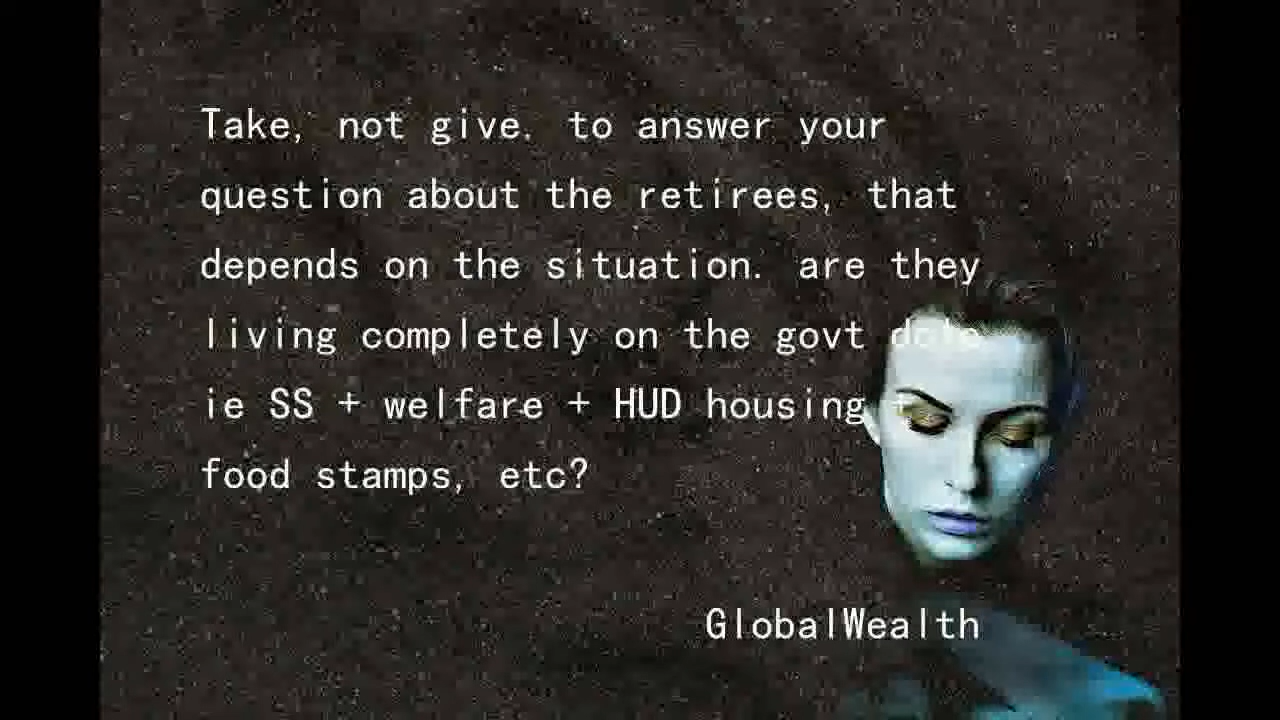 Take, not give. to answer your
question about the retirees, that
depends on the situation. are they
living completely on the govt dole
ie SS + welfare + HUD housing +
food stamps, etc?
GlobalWealth